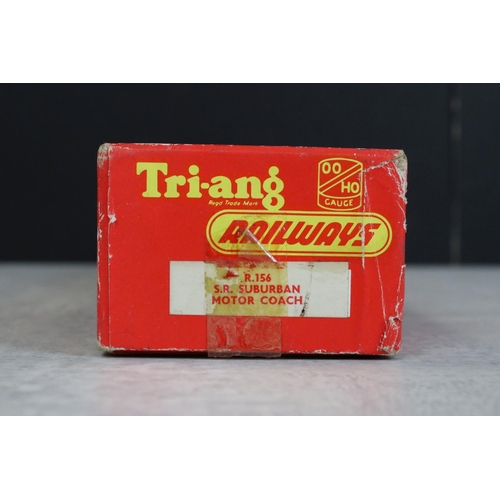 Tri-ang
Regd Trade Mark
OO/HO
GAUGE
RAILWAYS
R.156
S.R. SUBURBAN
MOTOR COACH